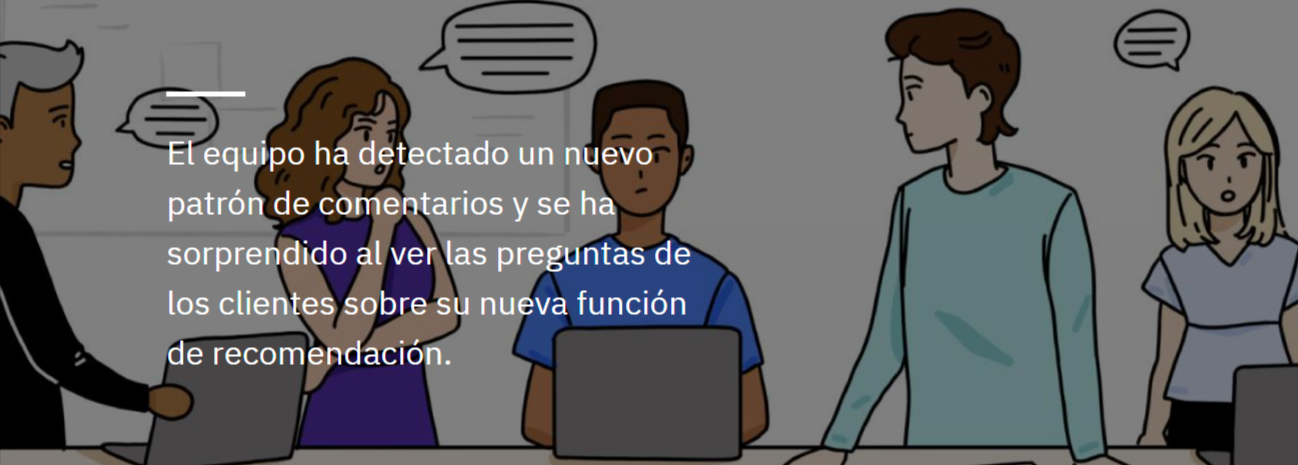 El equipo ha detectado un nuevo
patrón de comentarios y se ha
sorprendido al ver las preguntas de
los clientes sobre su nueva función
de recomendación.